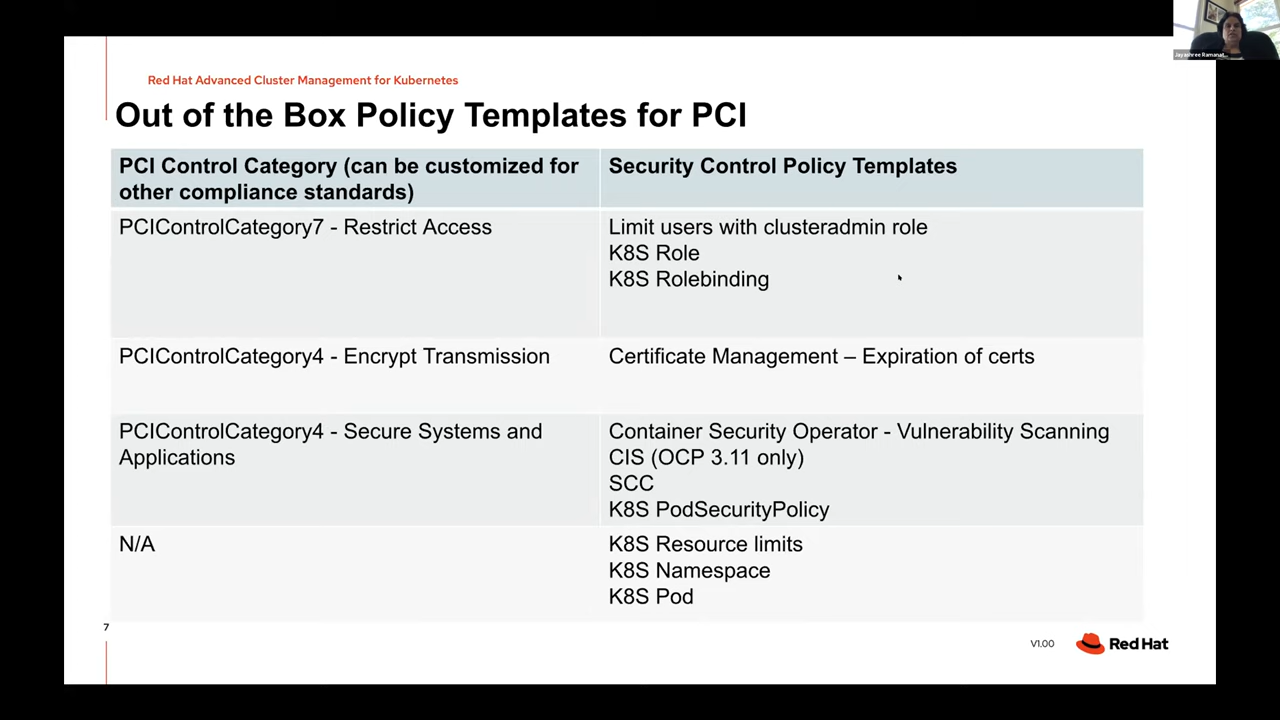 Jayashree Ramanat...
Red Hat Advanced Cluster Management for Kubernetes
Out of the Box Policy Templates for PCI
PCI Control Category (can be customized for
other compliance standards)
Security Control Policy Templates
PCIControlCategory7 - Restrict Access
Limit users with clusteradmin role
K8S Role
K8S Rolebinding
PCIControlCategory4 - Encrypt Transmission
Certificate Management – Expiration of certs
PCIControlCategory4 - Secure Systems and
Applications
Container Security Operator - Vulnerability Scanning
CIS (OCP 3.11 only)
SCC
K8S PodSecurityPolicy
N/A
K8S Resource limits
K8S Namespace
K8S Pod
7
V1.00
Red Hat